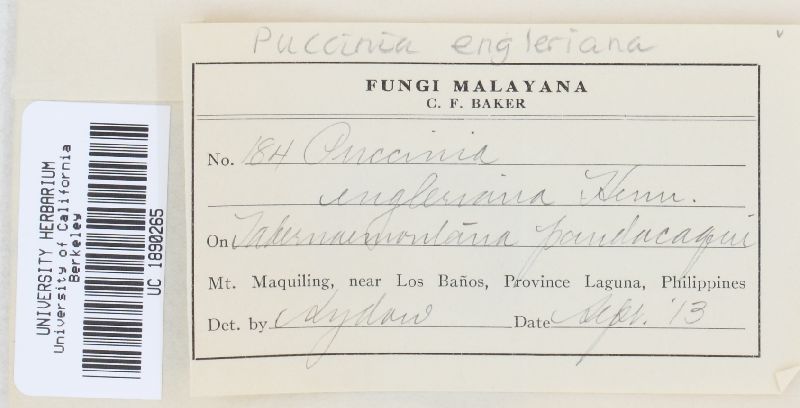 Puccinia engleriana
FUNGI MALAYANA
C. F. BAKER
No. 184 Puccinia
engleriana Henn.
On Tabernaemontana pandacaqui
Mt. Maquiling, near Los Baños, Province Laguna, Philippines
Det. by Sydow Date Sept. '13
UNIVERSITY HERBARIUM
University of California
Berkeley
UC 1890265